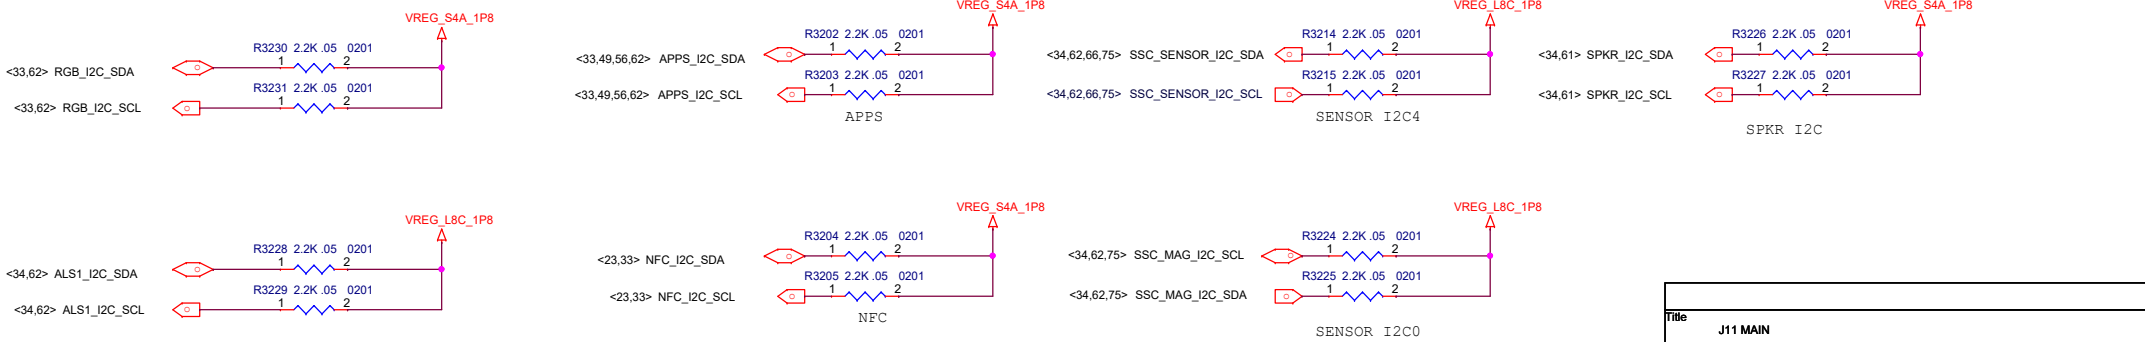 VREG_S4A_1P8
R3230 2.2K .05 0201
1 2
<33,62> RGB_I2C_SDA
R3231 2.2K .05 0201
1 2
<33,62> RGB_I2C_SCL
VREG_S4A_1P8
R3202 2.2K .05 0201
1 2
<33,49,56,62> APPS_I2C_SDA
R3203 2.2K .05 0201
1 2
<33,49,56,62> APPS_I2C_SCL
APPS
VREG_L8C_1P8
R3214 2.2K .05 0201
1 2
<34,62,66,75> SSC_SENSOR_I2C_SDA
R3215 2.2K .05 0201
1 2
<34,62,66,75> SSC_SENSOR_I2C_SCL
SENSOR I2C4
VREG_S4A_1P8
R3226 2.2K .05 0201
1 2
<34,61> SPKR_I2C_SDA
R3227 2.2K .05 0201
1 2
<34,61> SPKR_I2C_SCL
SPKR I2C
VREG_L8C_1P8
R3228 2.2K .05 0201
1 2
<34,62> ALS1_I2C_SDA
R3229 2.2K .05 0201
1 2
<34,62> ALS1_I2C_SCL
VREG_S4A_1P8
R3204 2.2K .05 0201
1 2
<23,33> NFC_I2C_SDA
R3205 2.2K .05 0201
1 2
<23,33> NFC_I2C_SCL
NFC
VREG_L8C_1P8
R3224 2.2K .05 0201
1 2
<34,62,75> SSC_MAG_I2C_SCL
R3225 2.2K .05 0201
1 2
<34,62,75> SSC_MAG_I2C_SDA
SENSOR I2C0
Title
J11 MAIN